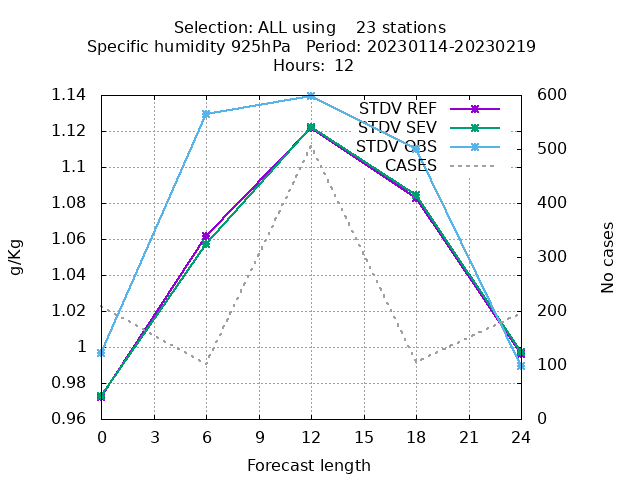 Selection: ALL using    23 stations
Specific humidity 925hPa   Period: 20230114-20230219
Hours:  12
STDV REF
STDV SEV
STDV OBS
CASES
1.14
1.12
1.1
1.08
1.06
1.04
1.02
1
0.98
0.96
g/Kg
600
500
400
300
200
100
0
No cases
0 3 6 9 12 15 18 21 24
Forecast length